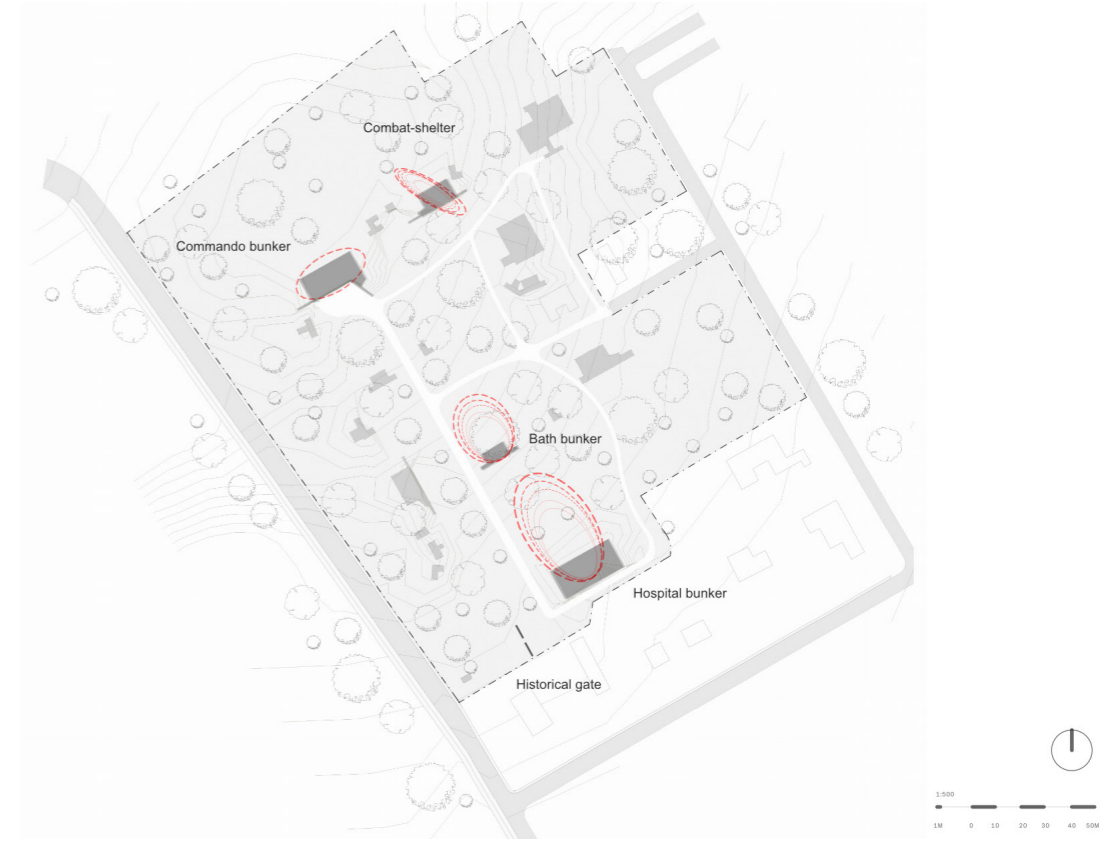 Combat-shelter
Commando bunker
Bath bunker
Hospital bunker
Historical gate
1:500
1M 0 10 20 30 40 50M